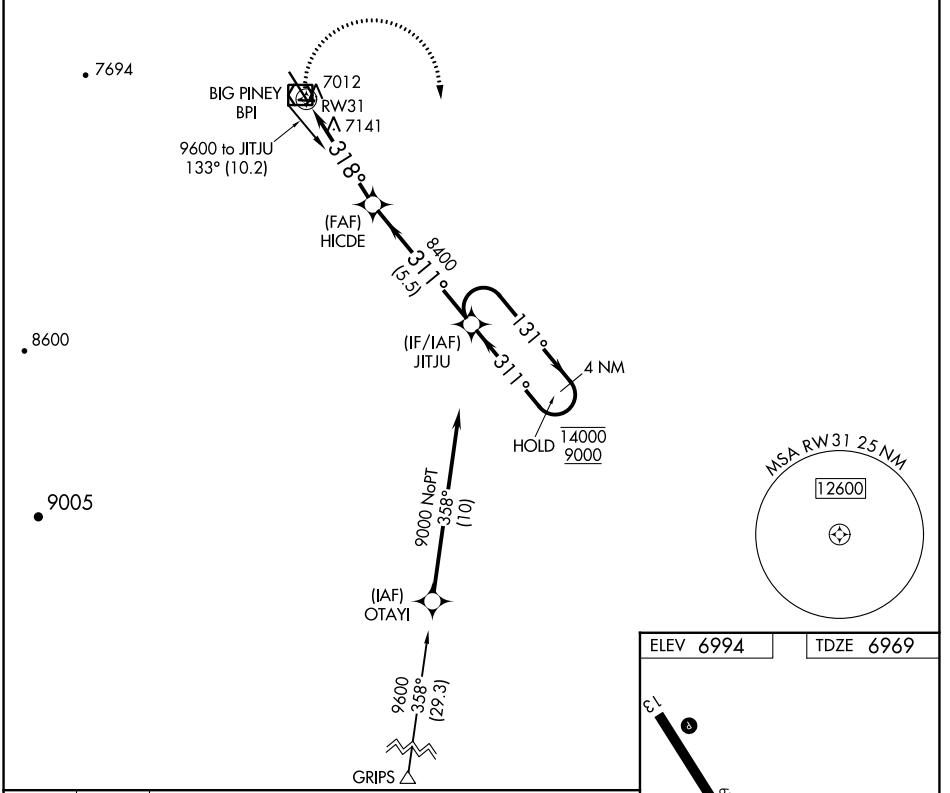 7694
BIG PINEY
BPI
7012
RW31
7141
9600 to JITJU
133° (10.2)
318°
(FAF)
HICDE
8400
311°
(5.5)
8600
(IF/IAF)
JITJU
131°
311°
4 NM
HOLD
14000
9000
MSA RW31 25 NM
12600
9005
9000 NoPT
358°
(10)
(IAF)
OTAYI
9600
358°
(29.3)
GRIPS
ELEV 6994
TDZE 6969
13
P